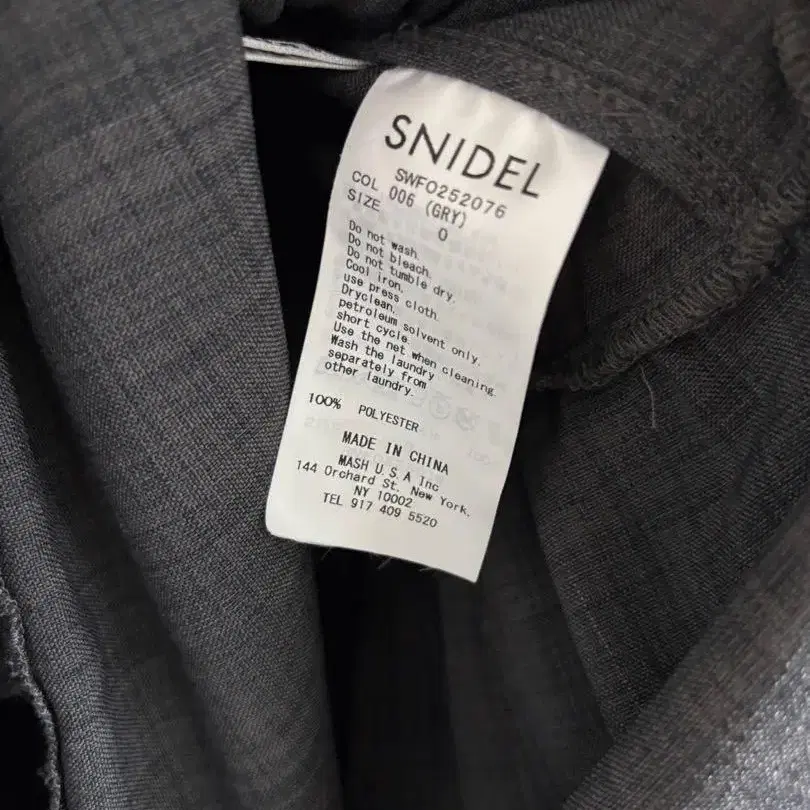 SNIDEL
SWFO252076
COL 006 (GRY)
SIZE 0
Do not wash.
Do not bleach.
Do not tumble dry.
Cool iron.
use press cloth.
Dryclean.
petroleum solvent only.
short cycle.
Use the net when cleaning.
Wash the laundry
separately from
other laundry.
100% POLYESTER
MADE IN CHINA
MASH U.S.A Inc
144 Orchard St. New York.
NY 10002
TEL 917 409 5520